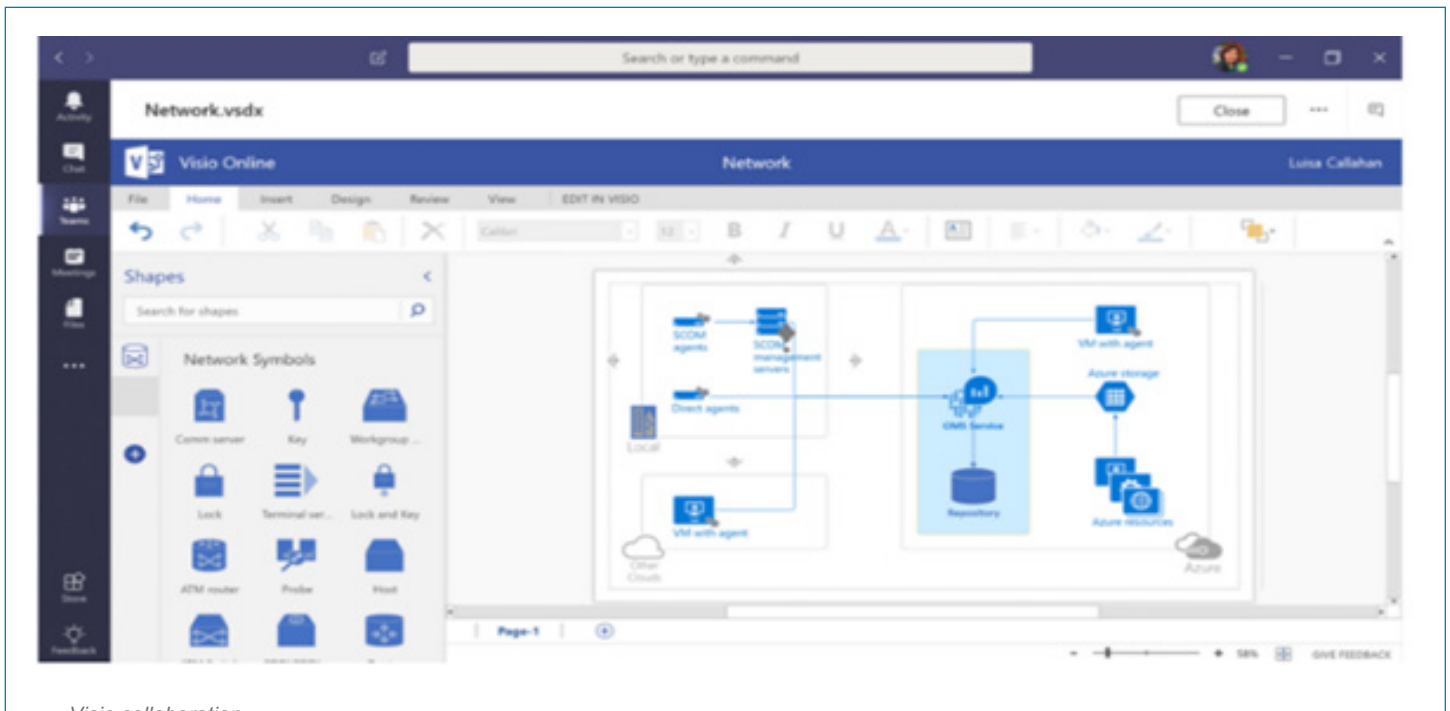 Search or type a command
Activity
Network.vsdx
Close
Chat
Visio Online
Network
Luisa Callahan
Teams
File Home Insert Design Review View EDIT IN VISIO
Calibri 12 B I U A
Meetings
Shapes
Files
Search for shapes
Network Symbols
Comm server Key Workgroup ...
Lock Terminal ser... Lock and Key
ATM router Probe Host
SCOM
agents
SCOM
management
servers
Direct agents
Local
VM with agent
Other
Clouds
VM with agent
Azure storage
OMS Service
Repository
Azure resources
Azure
Store
Page-1
Feedback
58% GIVE FEEDBACK
Visio collaboration